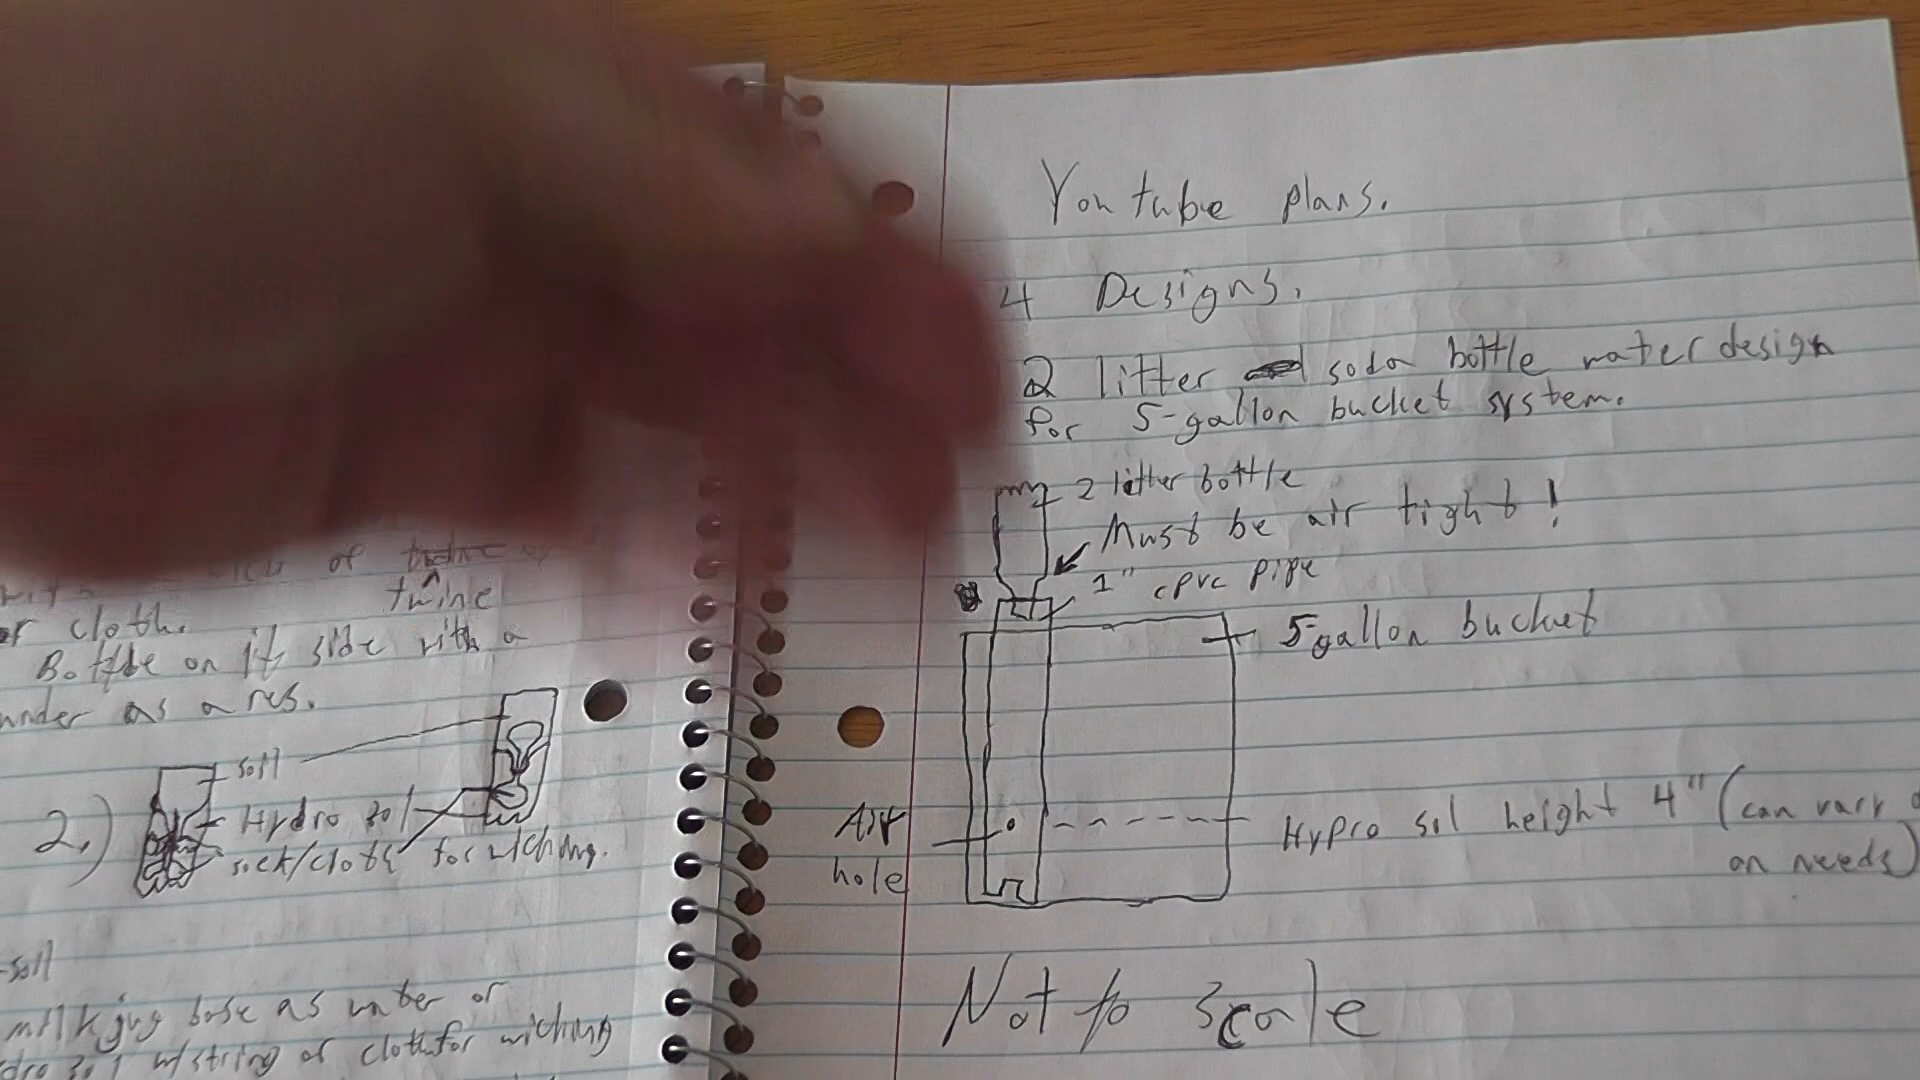 of
twine
or cloth.
Bottle on it's side with a
under as a res.
soil
2.) Hydro sol
sock/cloth for wiching.
-soil
milk jug base as water or
w/string or cloth for wiching
Youtube plans.
4 Designs.
2 litter soda bottle water design
for 5-gallon bucket system.
2 litter bottle
Must be air tight!
1" cpvc pipe
5-gallon bucket
Air
hole
Hypro sol height 4" (can vary
on needs)
Not to scale